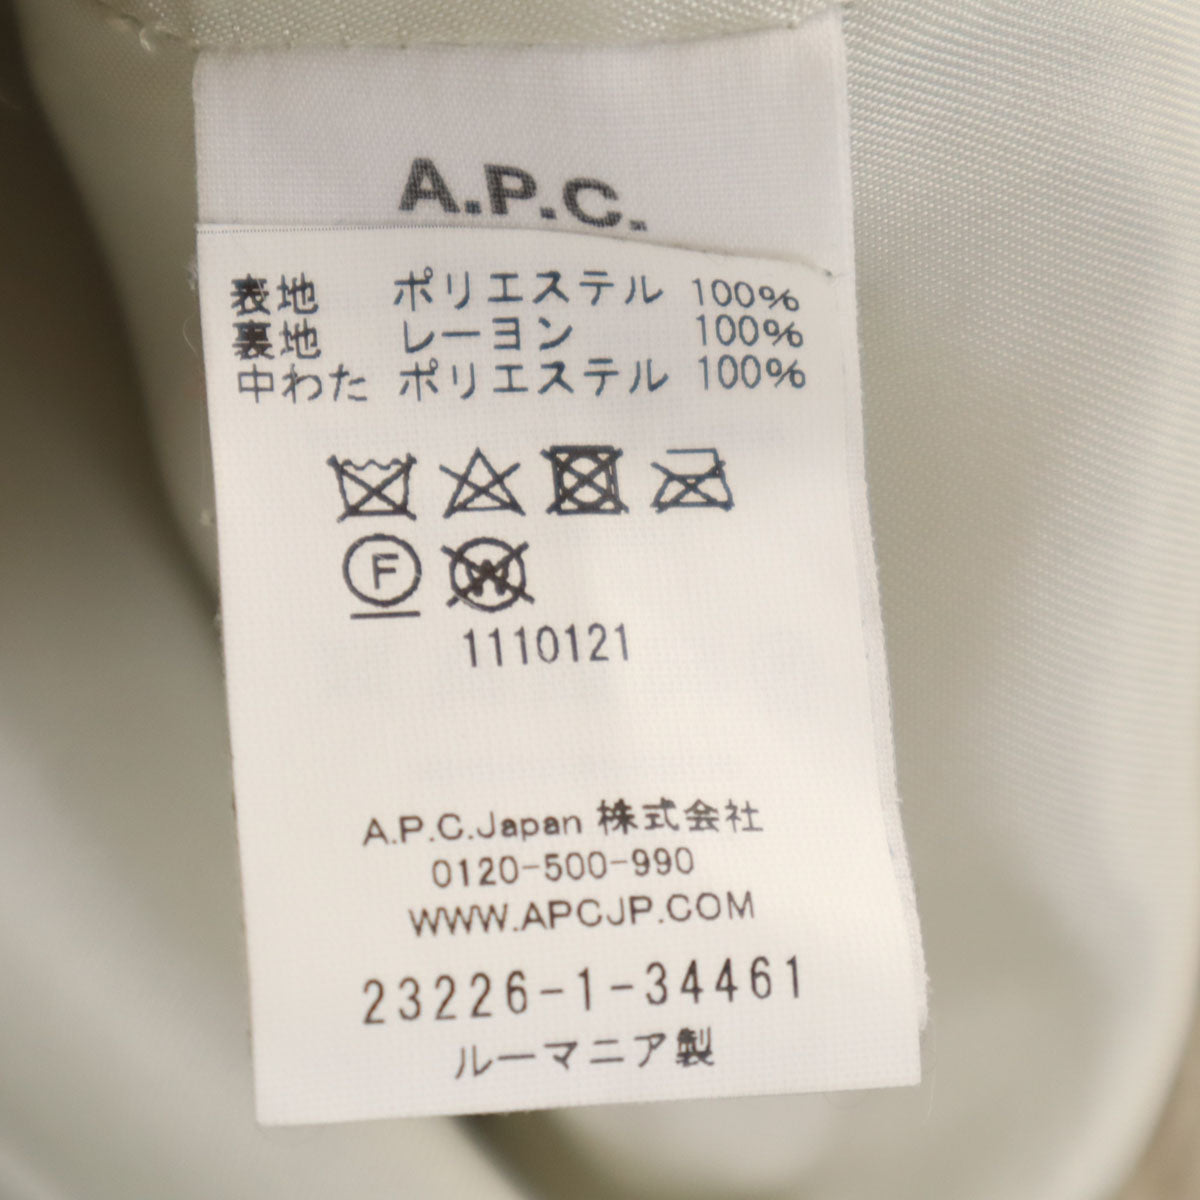 A.P.C.
表地 ポリエステル 100%
裏地 レーヨン 100%
中わた ポリエステル 100%
F W
1110121
A.P.C.Japan 株式会社
0120-500-990
WWW.APCJP.COM
23226-1-34461
ルーマニア製